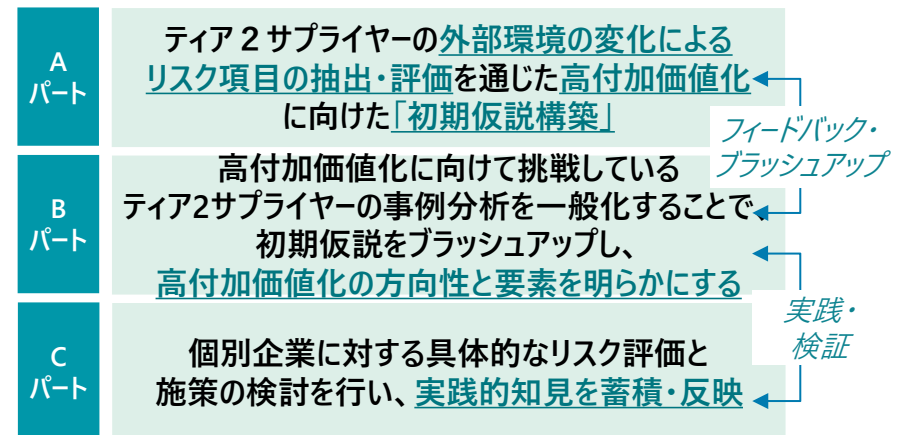 A
パート
ティア２サプライヤーの外部環境の変化による
リスク項目の抽出・評価を通じた高付加価値化
に向けた「初期仮説構築」
フィードバック・
ブラッシュアップ
B
パート
高付加価値化に向けて挑戦している
ティア2サプライヤーの事例分析を一般化することで、
初期仮説をブラッシュアップし、
高付加価値化の方向性と要素を明らかにする
実践・
検証
C
パート
個別企業に対する具体的なリスク評価と
施策の検討を行い、実践的知見を蓄積・反映